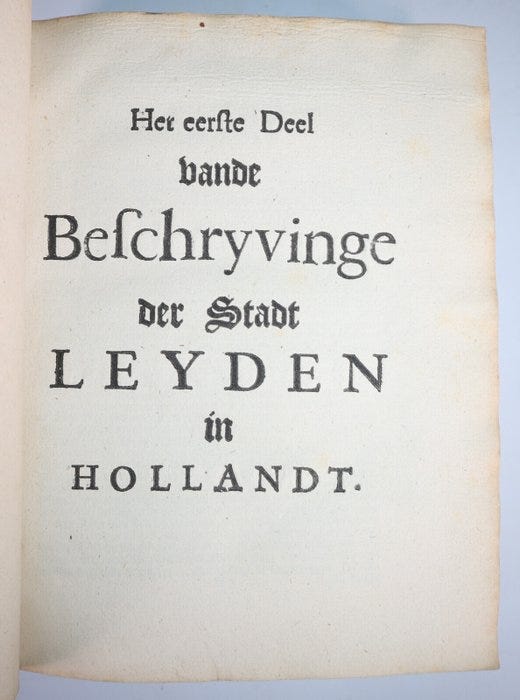 Het eerſte Deel
vande
Beſchryvinge
der Stadt
LEYDEN
in
HOLLANDT.